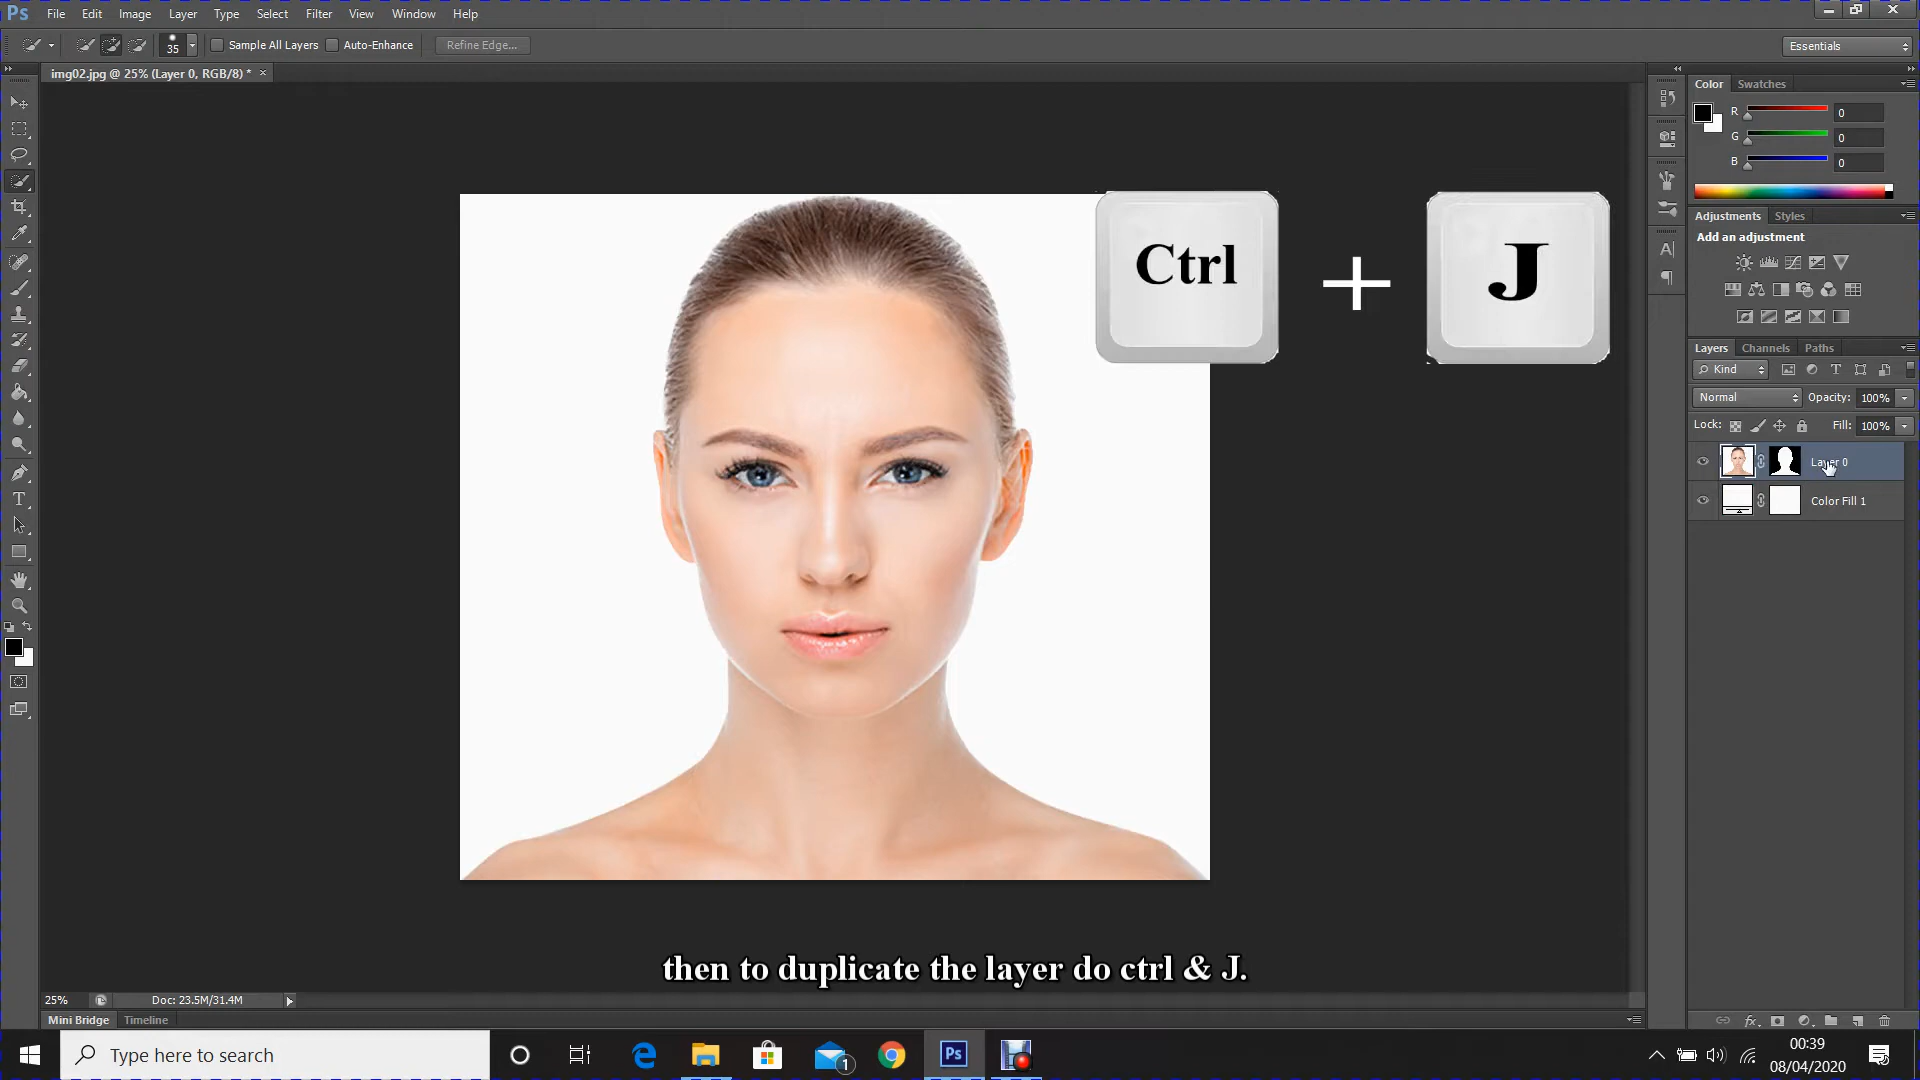 Ps File Edit Image Layer Type Select Filter View Window Help
35 Sample All Layers Auto-Enhance Refine Edge... Essentials
img02.jpg @ 25% (Layer 0, RGB/8) * ×
Color Swatches
R 0
G 0
B 0
Adjustments Styles
Add an adjustment
Ctrl + J
Layers Channels Paths
Kind
Normal Opacity: 100%
Lock: Fill: 100%
Layer 0
Color Fill 1
then to duplicate the layer do ctrl & J.
25% Doc: 23.5M/31.4M
Mini Bridge Timeline
Type here to search
1
Ps
00:39
08/04/2020